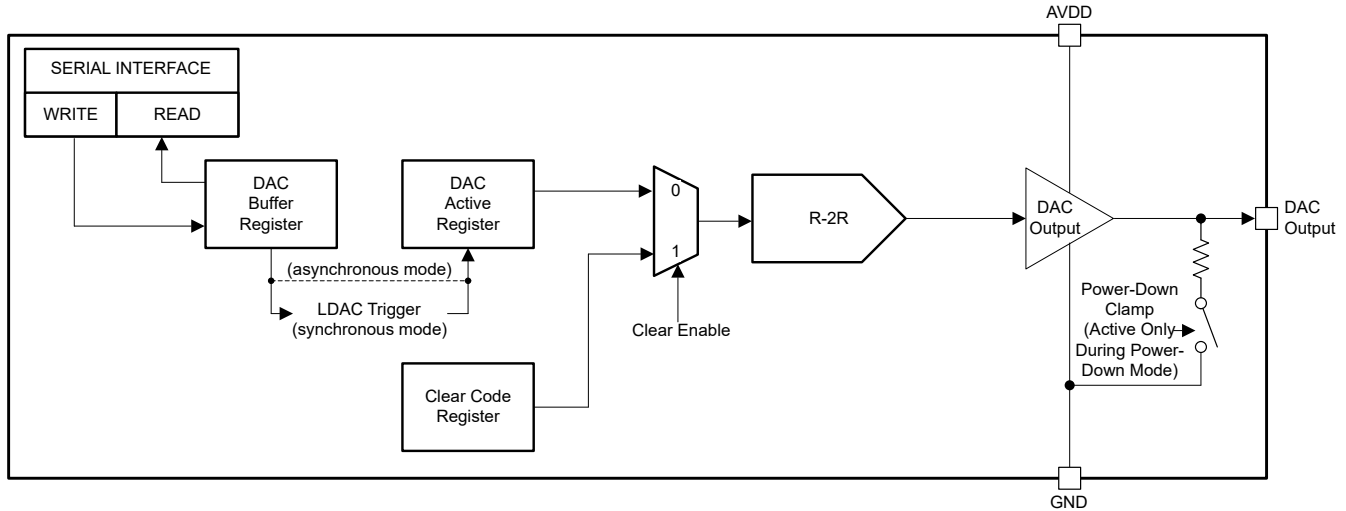 AVDD
SERIAL INTERFACE
WRITE
READ
DAC
Buffer
Register
DAC
Active
Register
0
1
R-2R
DAC
Output
DAC
Output
(asynchronous mode)
LDAC Trigger
(synchronous mode)
Clear Enable
Power-Down
Clamp
(Active Only
During Power-
Down Mode)
Clear Code
Register
GND